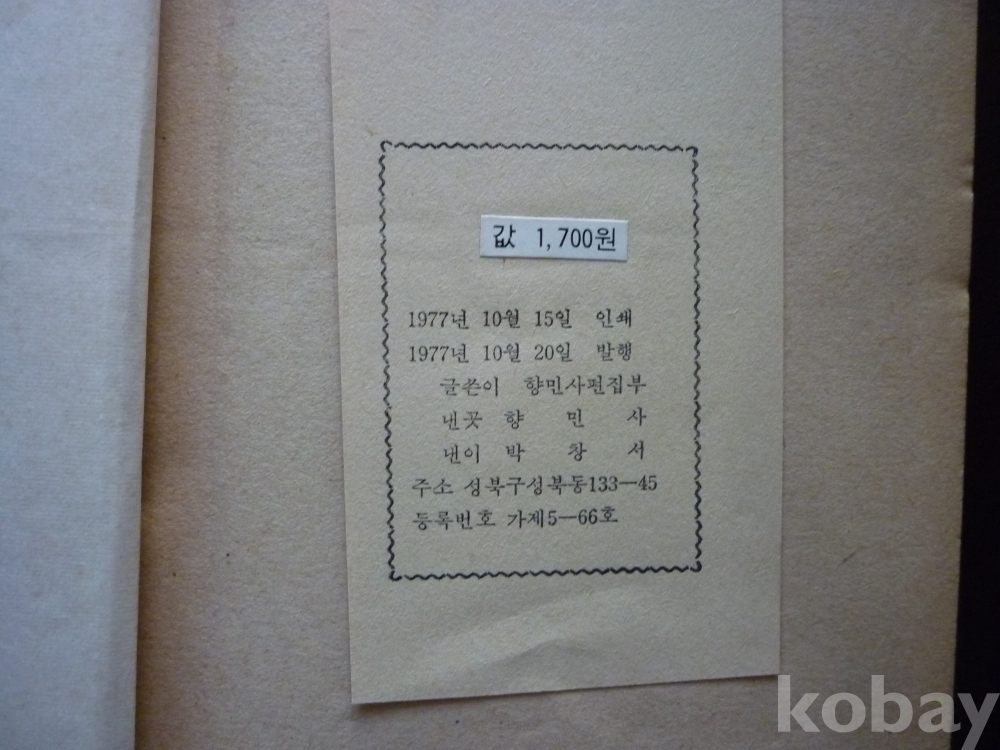 값 1,700원
1977년 10월 15일 인쇄
1977년 10월 20일 발행
글쓴이 향민사편집부
낸곳 향민사
낸이 박창서
주소 성북구성북동133—45
등록번호 가제5—66호
kobay